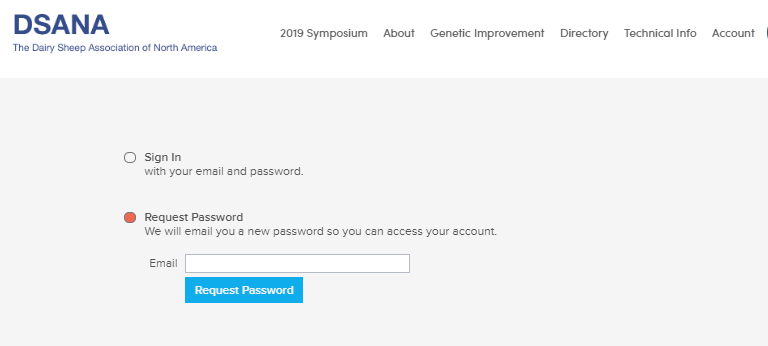 DSANA
The Dairy Sheep Association of North America
2019 Symposium About Genetic Improvement Directory Technical Info Account
Sign In
with your email and password.
Request Password
We will email you a new password so you can access your account.
Email
Request Password